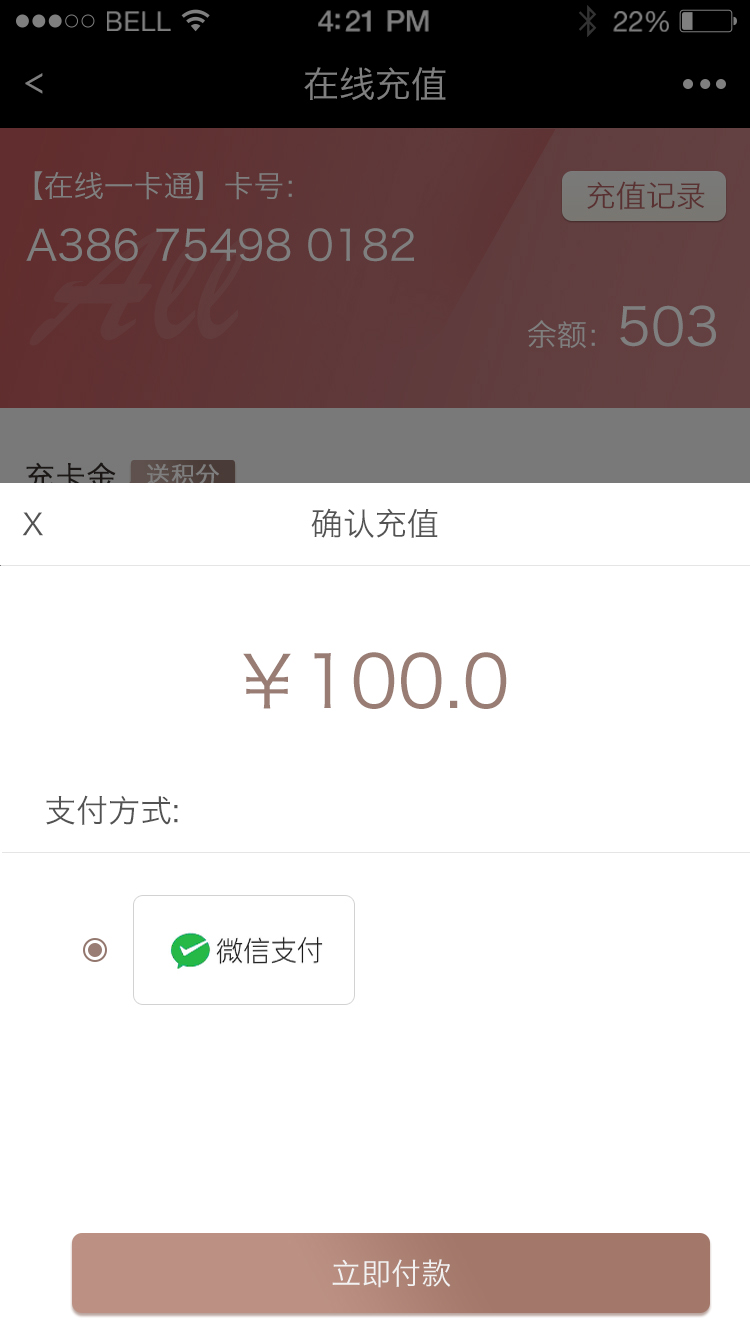 BELL 4:21 PM 22%
< 在线充值
【在线一卡通】卡号:
充值记录
A386 75498 0182
All
余额: 503
充卡金 送积分
X 确认充值
￥100.0
支付方式:
微信支付
立即付款